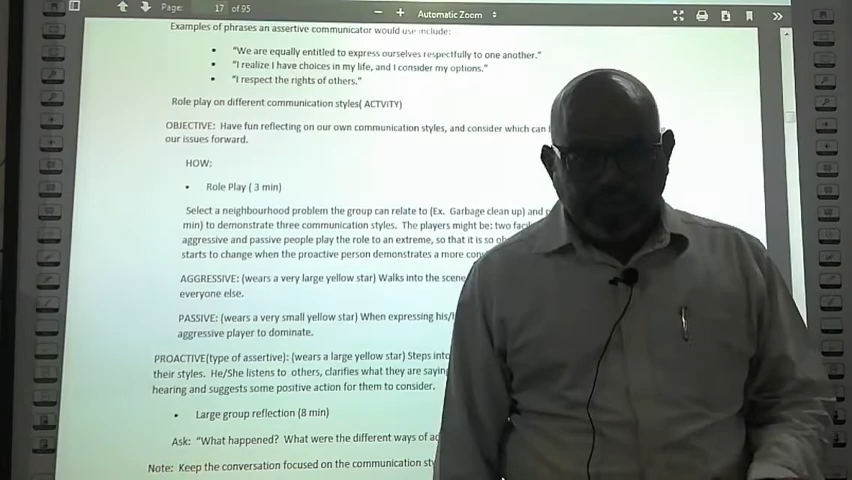 Page: 17 of 95
Automatic Zoom
Examples of phrases an assertive communicator would use include:
• "We are equally entitled to express ourselves respectfully to one another."
• "I realize I have choices in my life, and I consider my options."
• "I respect the rights of others."
Role play on different communication styles( ACTVITY)
OBJECTIVE: Have fun reflecting on our own communication styles, and consider which can
our issues forward.
HOW:
• Role Play ( 3 min)
Select a neighbourhood problem the group can relate to (Ex. Garbage clean up) and
min) to demonstrate three communication styles. The players might be: two
aggressive and passive people play the role to an extreme, so that it is so
starts to change when the proactive person demonstrates a more
AGGRESSIVE: (wears a very large yellow star) Walks into the scene
everyone else.
PASSIVE: (wears a very small yellow star) When expressing
aggressive player to dominate.
PROACTIVE(type of assertive): (wears a large yellow star) Steps
their styles. He/She listens to others, clarifies what they are
hearing and suggests some positive action for them to consider.
• Large group reflection (8 min)
Ask: "What happened? What were the different ways of
Note: Keep the conversation focused on the communication